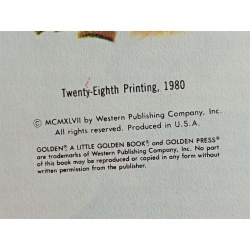 Twenty-Eighth Printing, 1980
© MCMXLVII by Western Publishing Company, Inc.
All rights reserved. Produced in U.S.A.
GOLDEN®, A LITTLE GOLDEN BOOK®, and GOLDEN PRESS®
are trademarks of Western Publishing Company, Inc. No part
of this book may be reproduced or copied in any form without
written permission from the publisher.